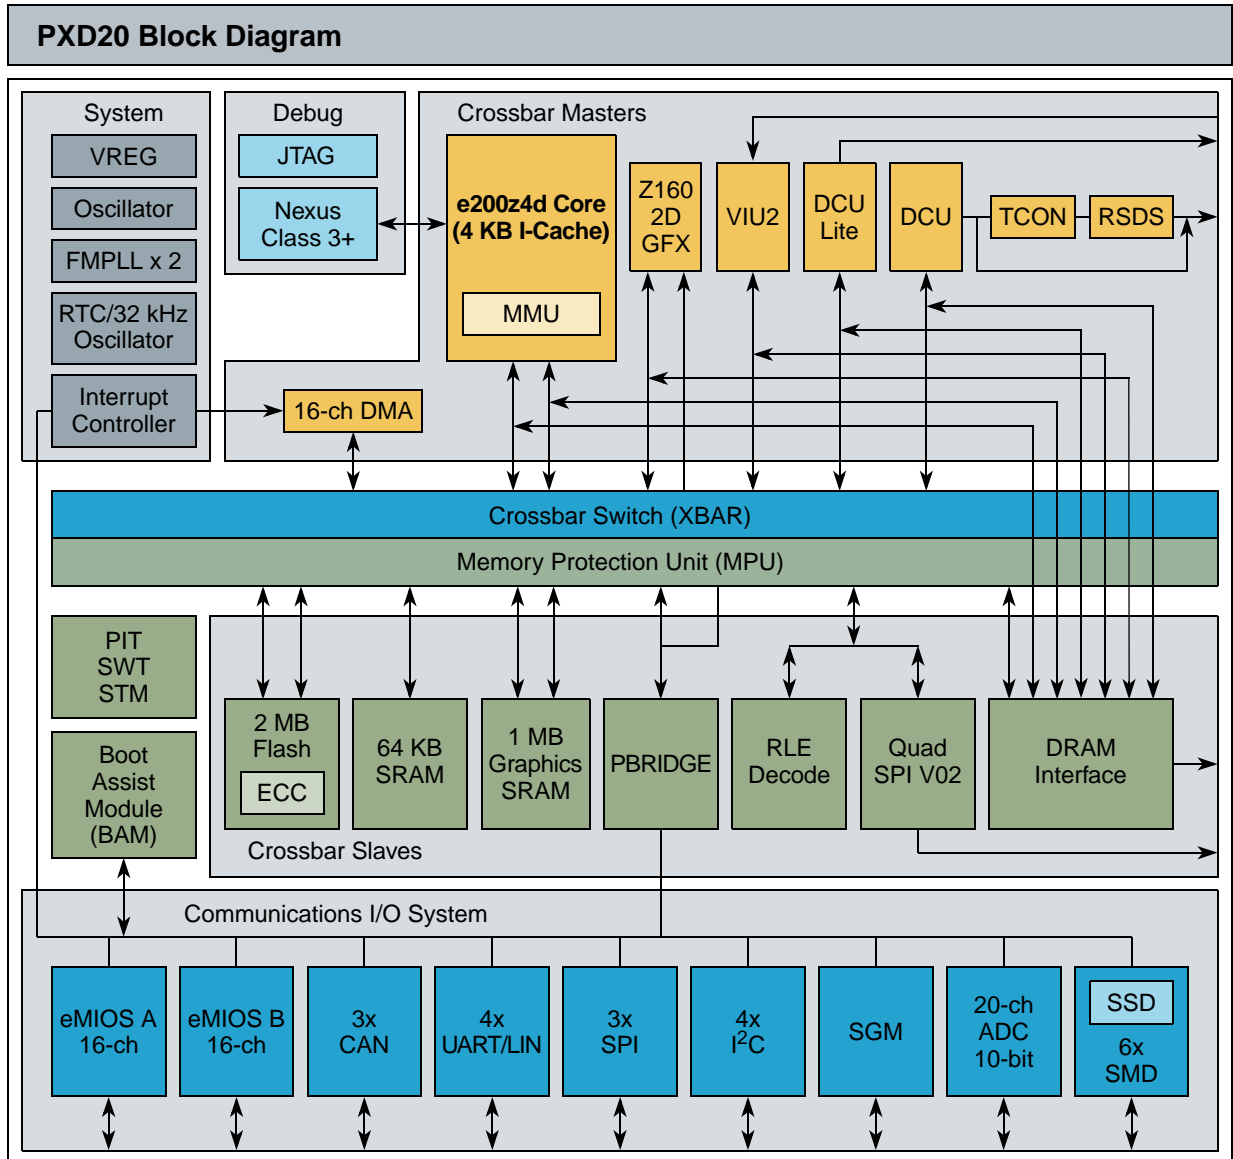 PXD20 Block Diagram
System
VREG
Oscillator
FMPLL x 2
RTC/32 kHz
Oscillator
Interrupt
Controller
Debug
JTAG
Nexus
Class 3+
Crossbar Masters
e200z4d Core
(4 KB I-Cache)
MMU
Z160
2D
GFX
VIU2
DCU
Lite
DCU
TCON
RSDS
16-ch DMA
Crossbar Switch (XBAR)
Memory Protection Unit (MPU)
PIT
SWT
STM
Boot
Assist
Module
(BAM)
2 MB
Flash
ECC
64 KB
SRAM
1 MB
Graphics
SRAM
PBRIDGE
RLE
Decode
Quad
SPI V02
DRAM
Interface
Crossbar Slaves
Communications I/O System
eMIOS A
16-ch
eMIOS B
16-ch
3x
CAN
4x
UART/LIN
3x
SPI
4x
I²C
SGM
20-ch
ADC
10-bit
SSD
6x
SMD